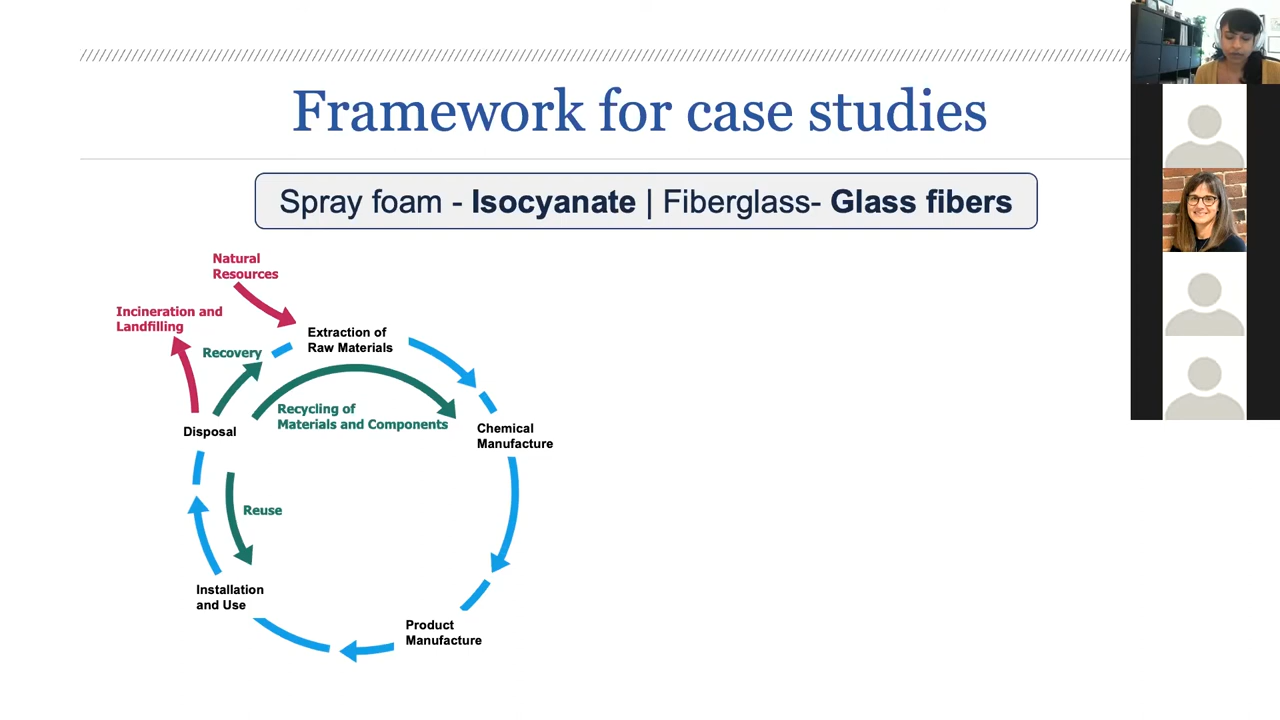 Framework for case studies
Spray foam - Isocyanate | Fiberglass- Glass fibers
Natural
Resources
Incineration and
Landfilling
Extraction of
Raw Materials
Recovery
Recycling of
Materials and Components
Disposal
Chemical
Manufacture
Reuse
Installation
and Use
Product
Manufacture